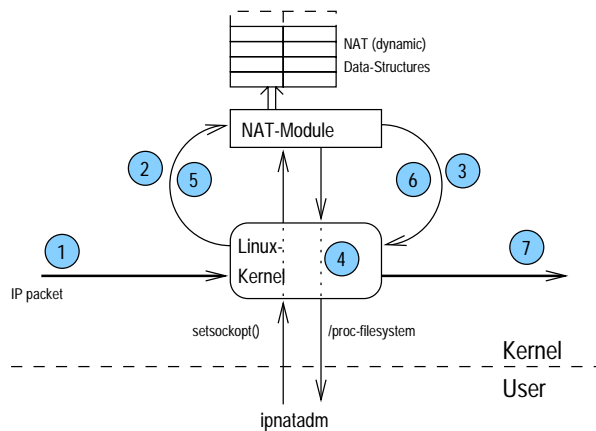 NAT (dynamic)
Data-Structures
NAT-Module
2
5
6
3
1
Linux-
Kernel
4
7
IP packet
setsockopt()
/proc-filesystem
Kernel
User
ipnatadm